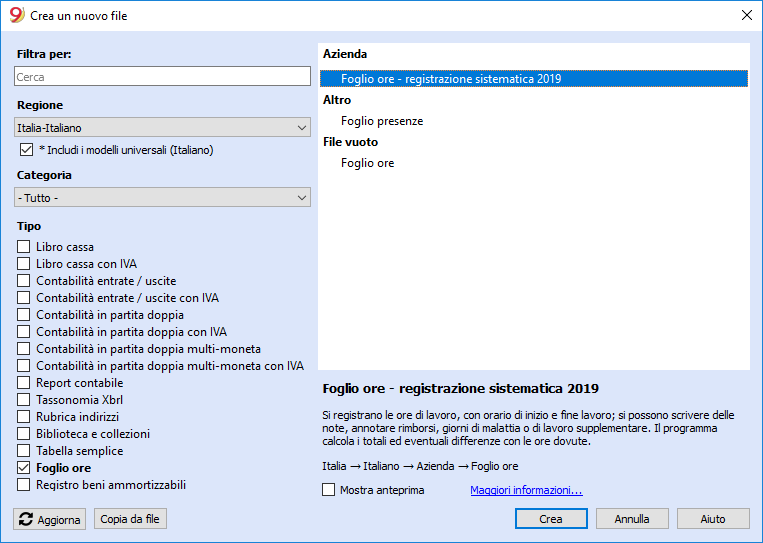 Crea un nuovo file
Filtra per:
Cerca
Regione
Italia-Italiano
* Includi i modelli universali (Italiano)
Categoria
- Tutto -
Tipo
Libro cassa
Libro cassa con IVA
Contabilità entrate / uscite
Contabilità entrate / uscite con IVA
Contabilità in partita doppia
Contabilità in partita doppia con IVA
Contabilità in partita doppia multi-moneta
Contabilità in partita doppia multi-moneta con IVA
Report contabile
Tassonomia Xbrl
Rubrica indirizzi
Biblioteca e collezioni
Tabella semplice
Foglio ore
Registro beni ammortizzabili
Aggiorna
Copia da file
Azienda
Foglio ore - registrazione sistematica 2019
Altro
Foglio presenze
File vuoto
Foglio ore
Foglio ore - registrazione sistematica 2019
Si registrano le ore di lavoro, con orario di inizio e fine lavoro; si possono scrivere delle
note, annotare rimborsi, giorni di malattia o di lavoro supplementare. Il programma
calcola i totali ed eventuali differenze con le ore dovute.
Italia → Italiano → Azienda → Foglio ore
Mostra anteprima
Maggiori informazioni...
Crea
Annulla
Aiuto